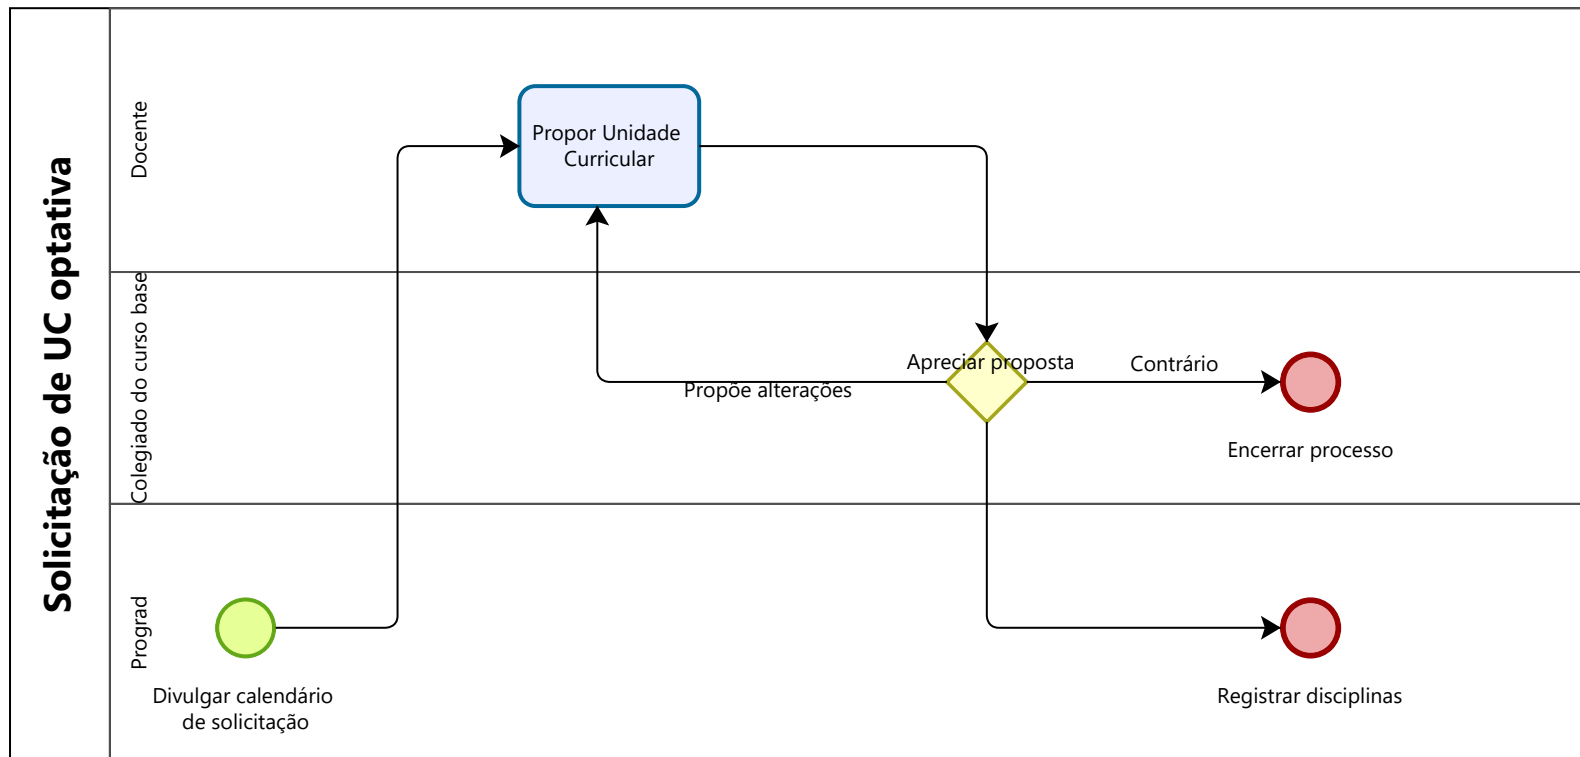 Solicitação de UC optativa
Docente
Propor Unidade
Curricular
Colegiado do curso base
Apreciar proposta
Contrário
Propõe alterações
Encerrar processo
Prograd
Divulgar calendário
de solicitação
Registrar disciplinas